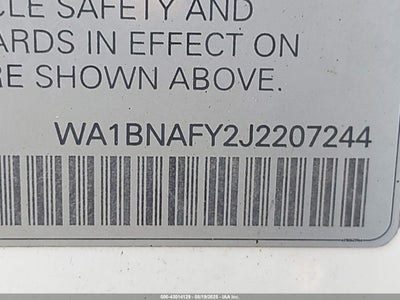 CLE SAFETY AND
ARDS IN EFFECT ON
RE SHOWN ABOVE.
WA1BNAFY2J2207244